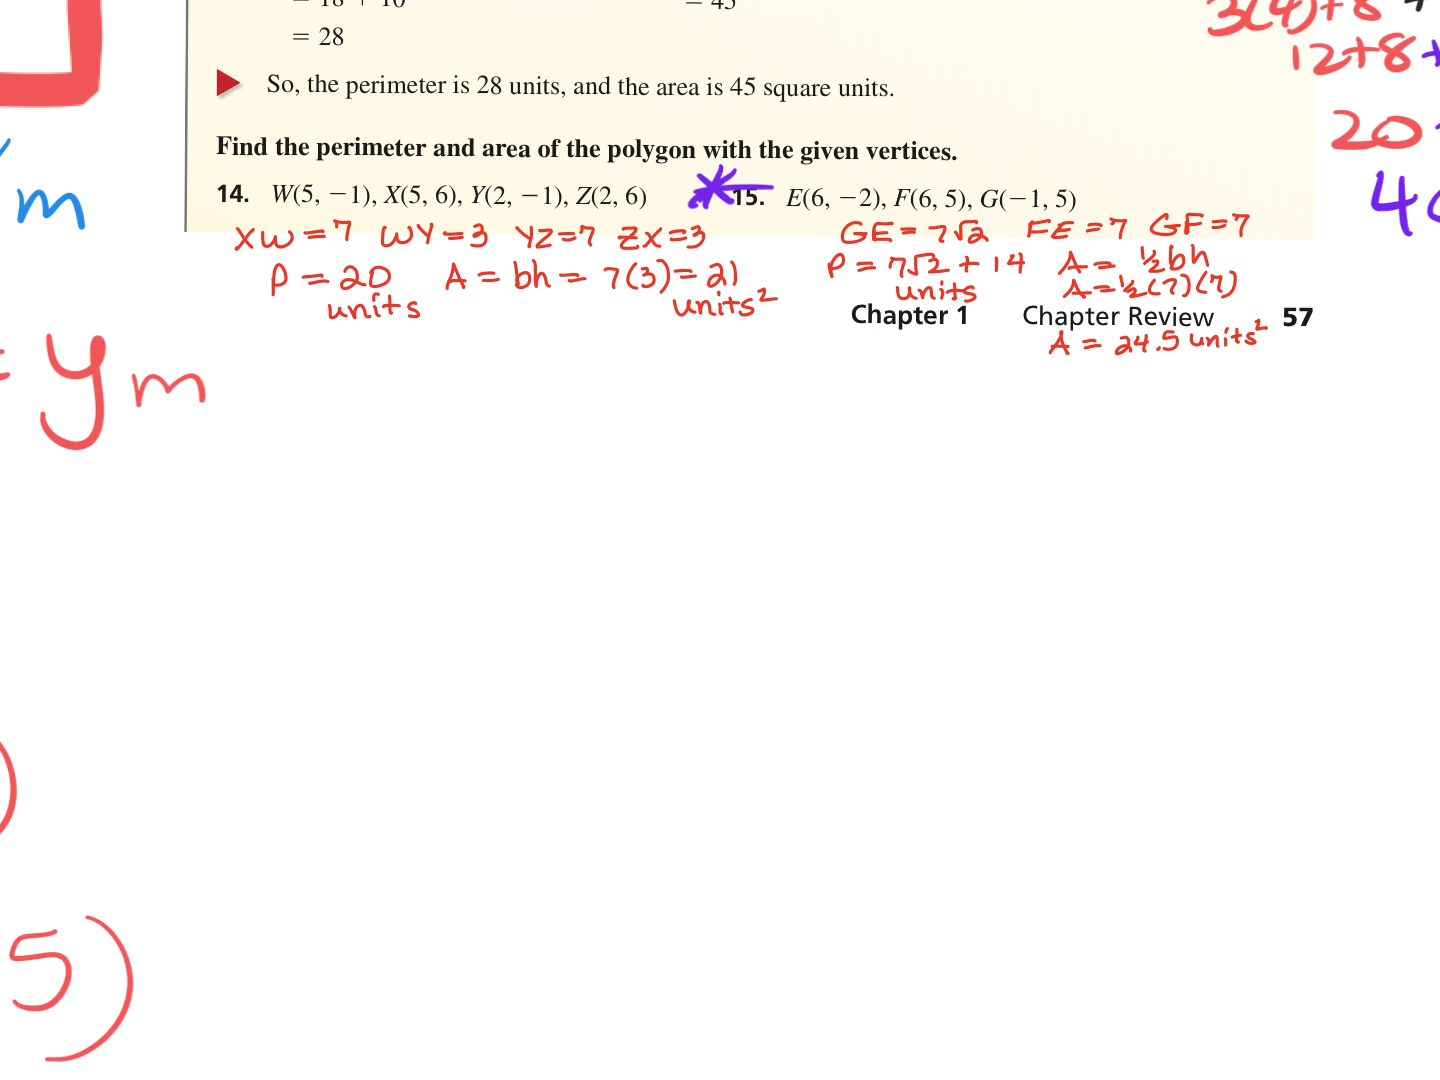 = 28
= 45
3(4)+8
12+8+
So, the perimeter is 28 units, and the area is 45 square units.
20
Find the perimeter and area of the polygon with the given vertices.
14. W(5, −1), X(5, 6), Y(2, −1), Z(2, 6)
15. E(6, −2), F(6, 5), G(−1, 5)
m
XW = 7 WY = 3 YZ = 7 ZX = 3
GE = 7√2 FE = 7 GF = 7
P = 20 A = bh = 7(3) = 21
units units²
P = 7√2 + 14 A = ½bh
units A = ½(7)(7)
Chapter 1 Chapter Review 57
A = 24.5 units²
= ym
)
5)